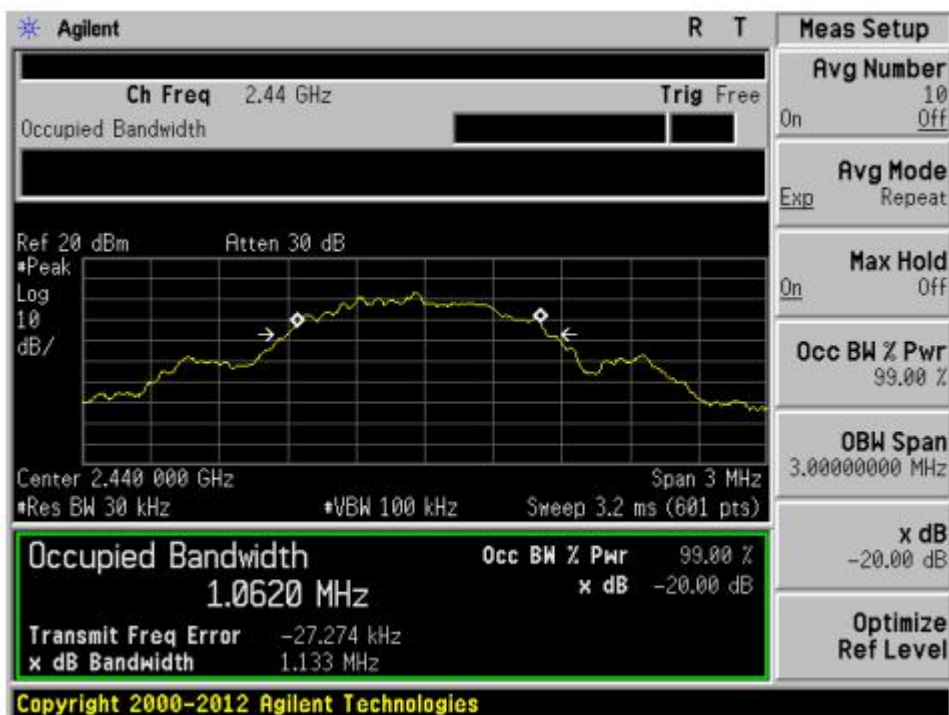 Agilent R T
Ch Freq 2.44 GHz Trig Free
Occupied Bandwidth
Ref 20 dBm Atten 30 dB
#Peak
Log
10
dB/
Center 2.440 000 GHz Span 3 MHz
#Res BW 30 kHz #VBW 100 kHz Sweep 3.2 ms (601 pts)
Occupied Bandwidth Occ BW % Pwr 99.00 %
1.0620 MHz x dB -20.00 dB
Transmit Freq Error -27.274 kHz
x dB Bandwidth 1.133 MHz
Copyright 2000-2012 Agilent Technologies
Meas Setup
Avg Number
10
On Off
Avg Mode
Exp Repeat
Max Hold
On Off
Occ BW % Pwr
99.00 %
OBW Span
3.00000000 MHz
x dB
-20.00 dB
Optimize
Ref Level